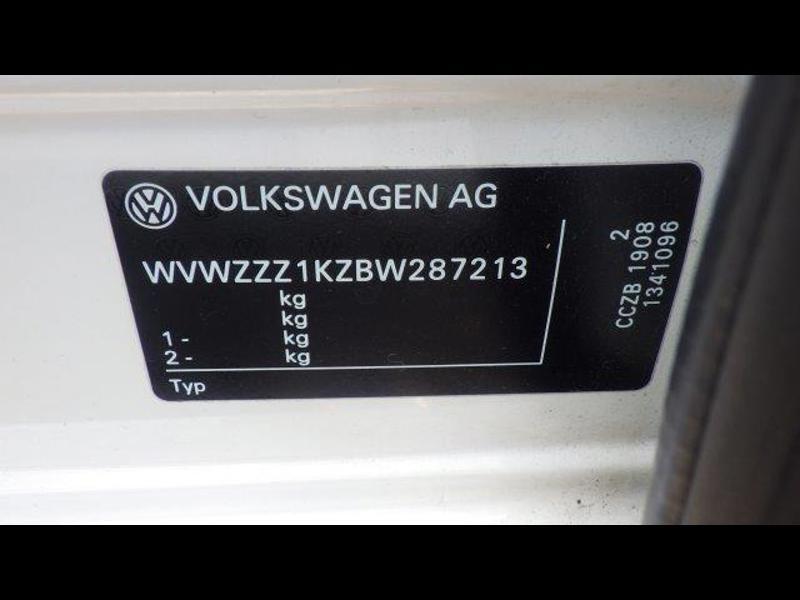 VOLKSWAGEN AG
WVWZZZ1KZBW287213
kg
kg
1 - kg
2 - kg
Typ
2
CCZB 1908
1341096